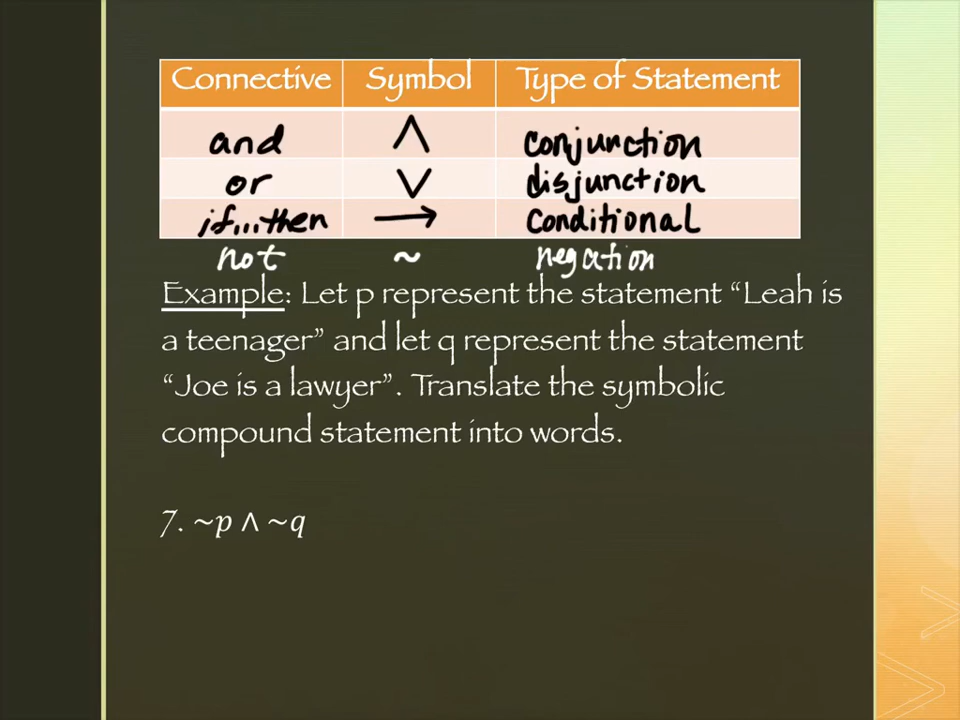 Connective Symbol Type of Statement
and ∧ conjunction
or ∨ disjunction
if...then → Conditional
not ~ negation
Example: Let p represent the statement “Leah is
a teenager” and let q represent the statement
“Joe is a lawyer”. Translate the symbolic
compound statement into words.
7. ~p ∧ ~q